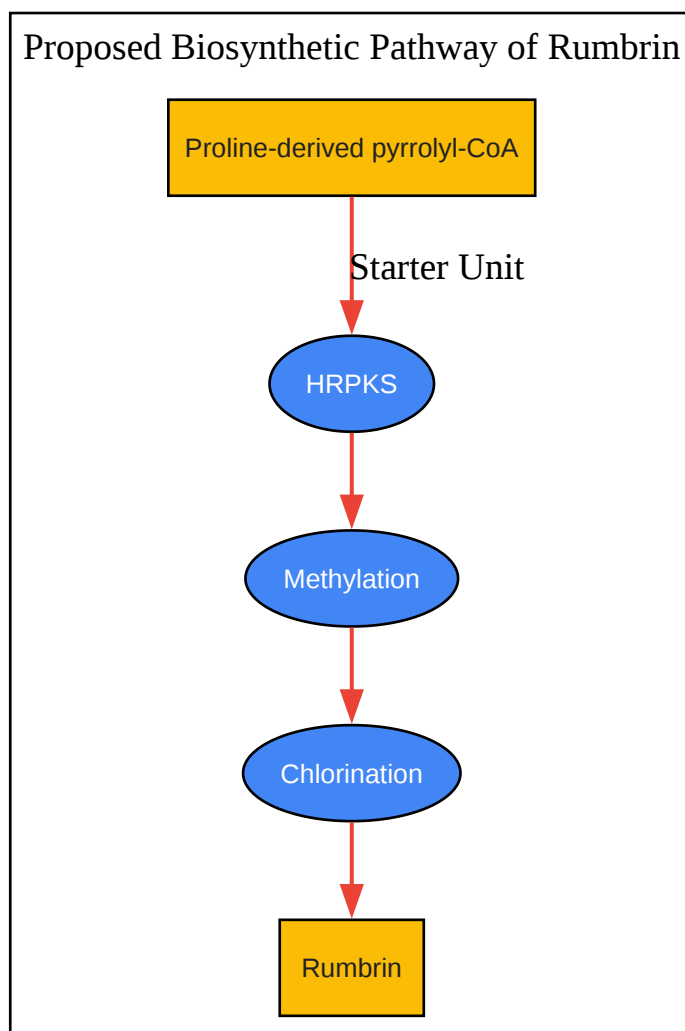 Proposed Biosynthetic Pathway of Rumbrin
Proline-derived pyrrolyl-CoA
Starter Unit
HRPKS
Methylation
Chlorination
Rumbrin